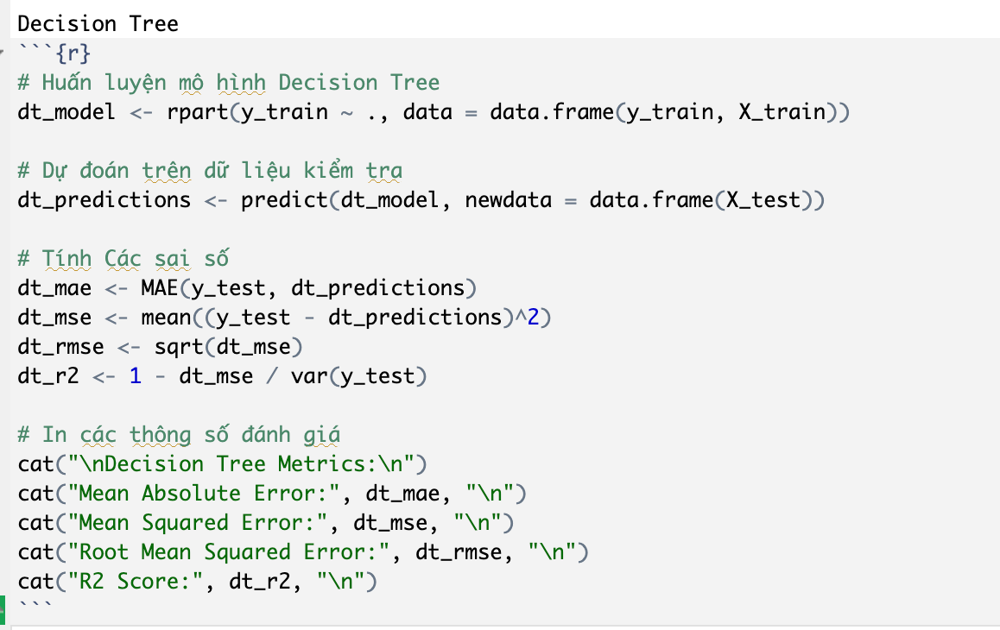 Decision Tree
```{r}
# Huấn luyện mô hình Decision Tree
dt_model <- rpart(y_train ~ ., data = data.frame(y_train, X_train))
# Dự đoán trên dữ liệu kiểm tra
dt_predictions <- predict(dt_model, newdata = data.frame(X_test))
# Tính Các sai số
dt_mae <- MAE(y_test, dt_predictions)
dt_mse <- mean((y_test - dt_predictions)^2)
dt_rmse <- sqrt(dt_mse)
dt_r2 <- 1 - dt_mse / var(y_test)
# In các thông số đánh giá
cat("\nDecision Tree Metrics:\n")
cat("Mean Absolute Error:", dt_mae, "\n")
cat("Mean Squared Error:", dt_mse, "\n")
cat("Root Mean Squared Error:", dt_rmse, "\n")
cat("R2 Score:", dt_r2, "\n")
```